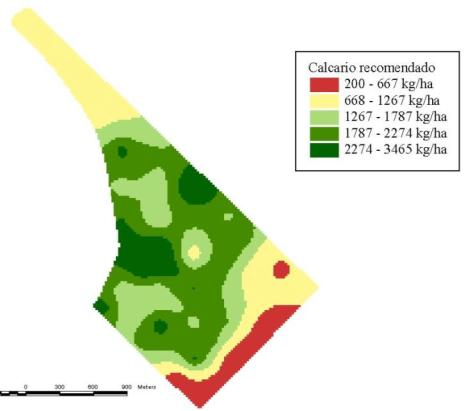 Calcario recomendado
200 - 667 kg/ha
668 - 1267 kg/ha
1267 - 1787 kg/ha
1787 - 2274 kg/ha
2274 - 3465 kg/ha
0 300 600 900 Meters